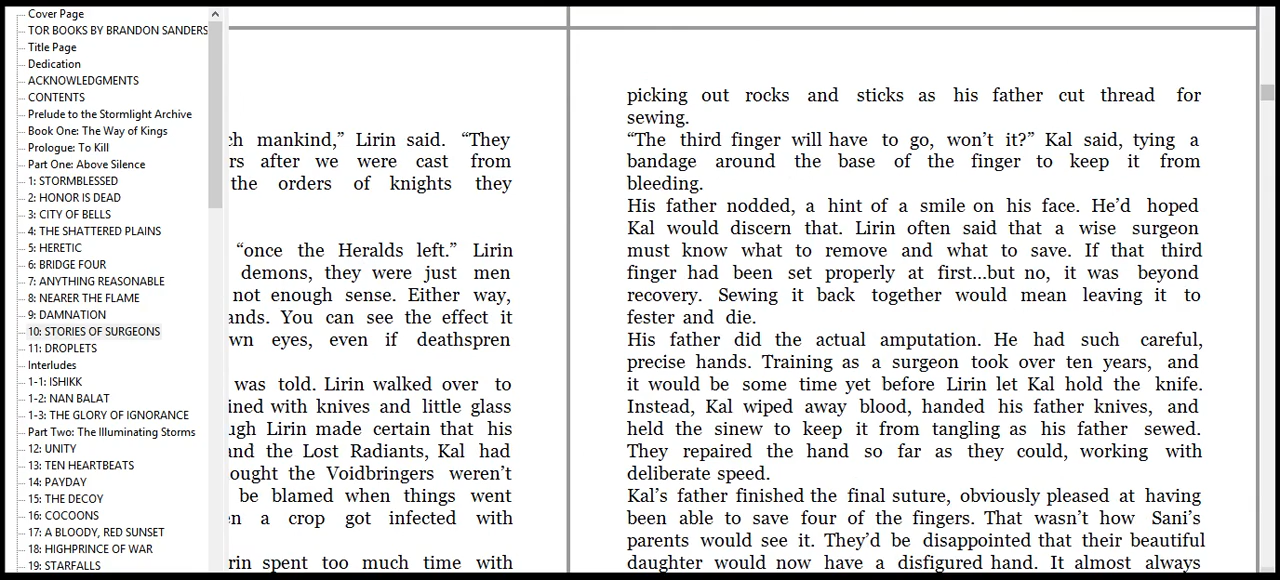 Cover Page
TOR BOOKS BY BRANDON SANDERS
Title Page
Dedication
ACKNOWLEDGMENTS
CONTENTS
Prelude to the Stormlight Archive
Book One: The Way of Kings
Prologue: To Kill
Part One: Above Silence
1: STORMBLESSED
2: HONOR IS DEAD
3: CITY OF BELLS
4: THE SHATTERED PLAINS
5: HERETIC
6: BRIDGE FOUR
7: ANYTHING REASONABLE
8: NEARER THE FLAME
9: DAMNATION
10: STORIES OF SURGEONS
11: DROPLETS
Interludes
1-1: ISHIKK
1-2: NAN BALAT
1-3: THE GLORY OF IGNORANCE
Part Two: The Illuminating Storms
12: UNITY
13: TEN HEARTBEATS
14: PAYDAY
15: THE DECOY
16: COCOONS
17: A BLOODY, RED SUNSET
18: HIGHPRINCE OF WAR
19: STARFALLS
ch mankind,” Lirin said. “They
rs after we were cast from
the orders of knights they
“once the Heralds left.” Lirin
demons, they were just men
not enough sense. Either way,
ands. You can see the effect it
wn eyes, even if deathspren
was told. Lirin walked over to
ined with knives and little glass
ugh Lirin made certain that his
and the Lost Radiants, Kal had
ought the Voidbringers weren’t
be blamed when things went
en a crop got infected with
rin spent too much time with
picking out rocks and sticks as his father cut thread for
sewing.
“The third finger will have to go, won’t it?” Kal said, tying a
bandage around the base of the finger to keep it from
bleeding.
His father nodded, a hint of a smile on his face. He’d hoped
Kal would discern that. Lirin often said that a wise surgeon
must know what to remove and what to save. If that third
finger had been set properly at first...but no, it was beyond
recovery. Sewing it back together would mean leaving it to
fester and die.
His father did the actual amputation. He had such careful,
precise hands. Training as a surgeon took over ten years, and
it would be some time yet before Lirin let Kal hold the knife.
Instead, Kal wiped away blood, handed his father knives, and
held the sinew to keep it from tangling as his father sewed.
They repaired the hand so far as they could, working with
deliberate speed.
Kal’s father finished the final suture, obviously pleased at having
been able to save four of the fingers. That wasn’t how Sani’s
parents would see it. They’d be disappointed that their beautiful
daughter would now have a disfigured hand. It almost always